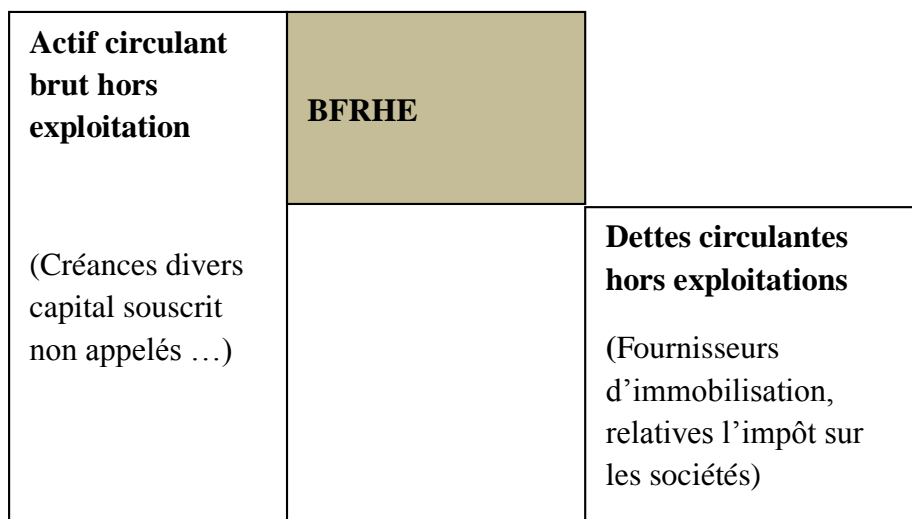 Actif circulant
brut hors
exploitation
(Créances divers
capital souscrit
non appelés …)
BFRHE
Dettes circulantes
hors exploitations
(Fournisseurs
d’immobilisation,
relatives l’impôt sur
les sociétés)